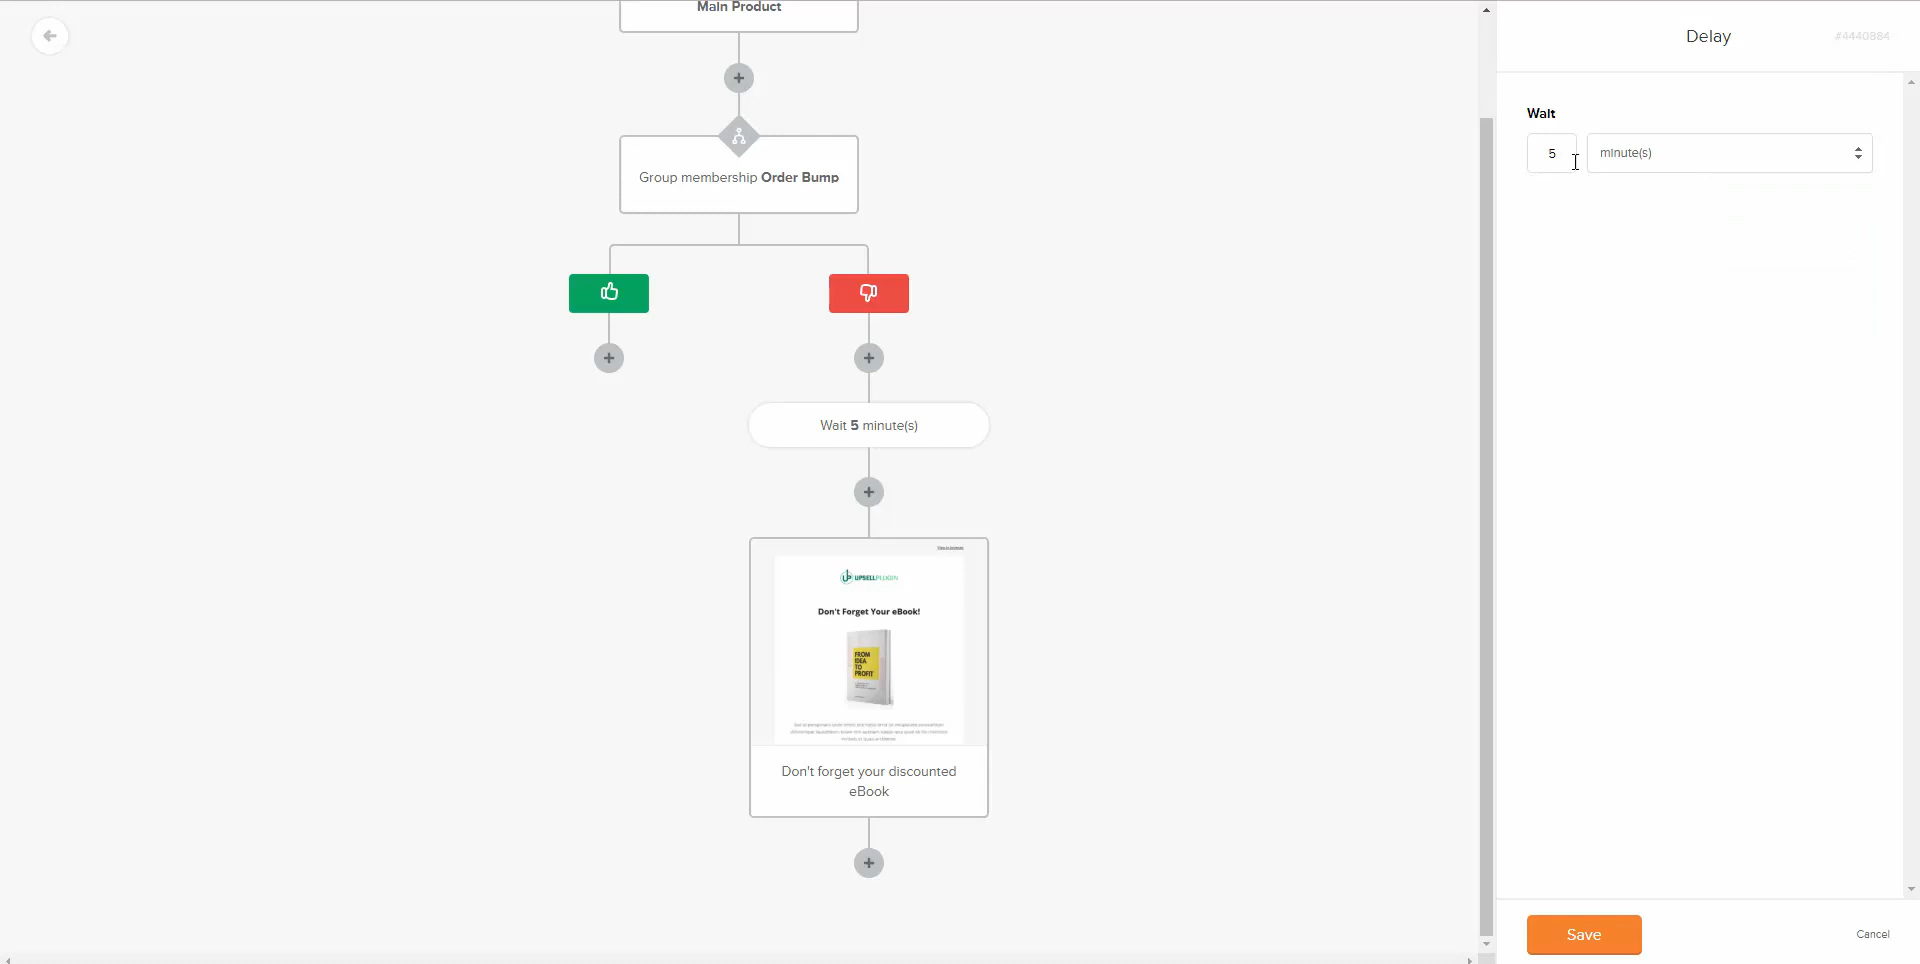 Main Product
Delay
#4440884
Wait
5
minute(s)
Group membership Order Bump
Wait 5 minute(s)
UPSELLPLUGIN
Don't Forget Your eBook!
FROM
IDEA
TO
PROFIT
Don't forget your discounted
eBook
Save
Cancel